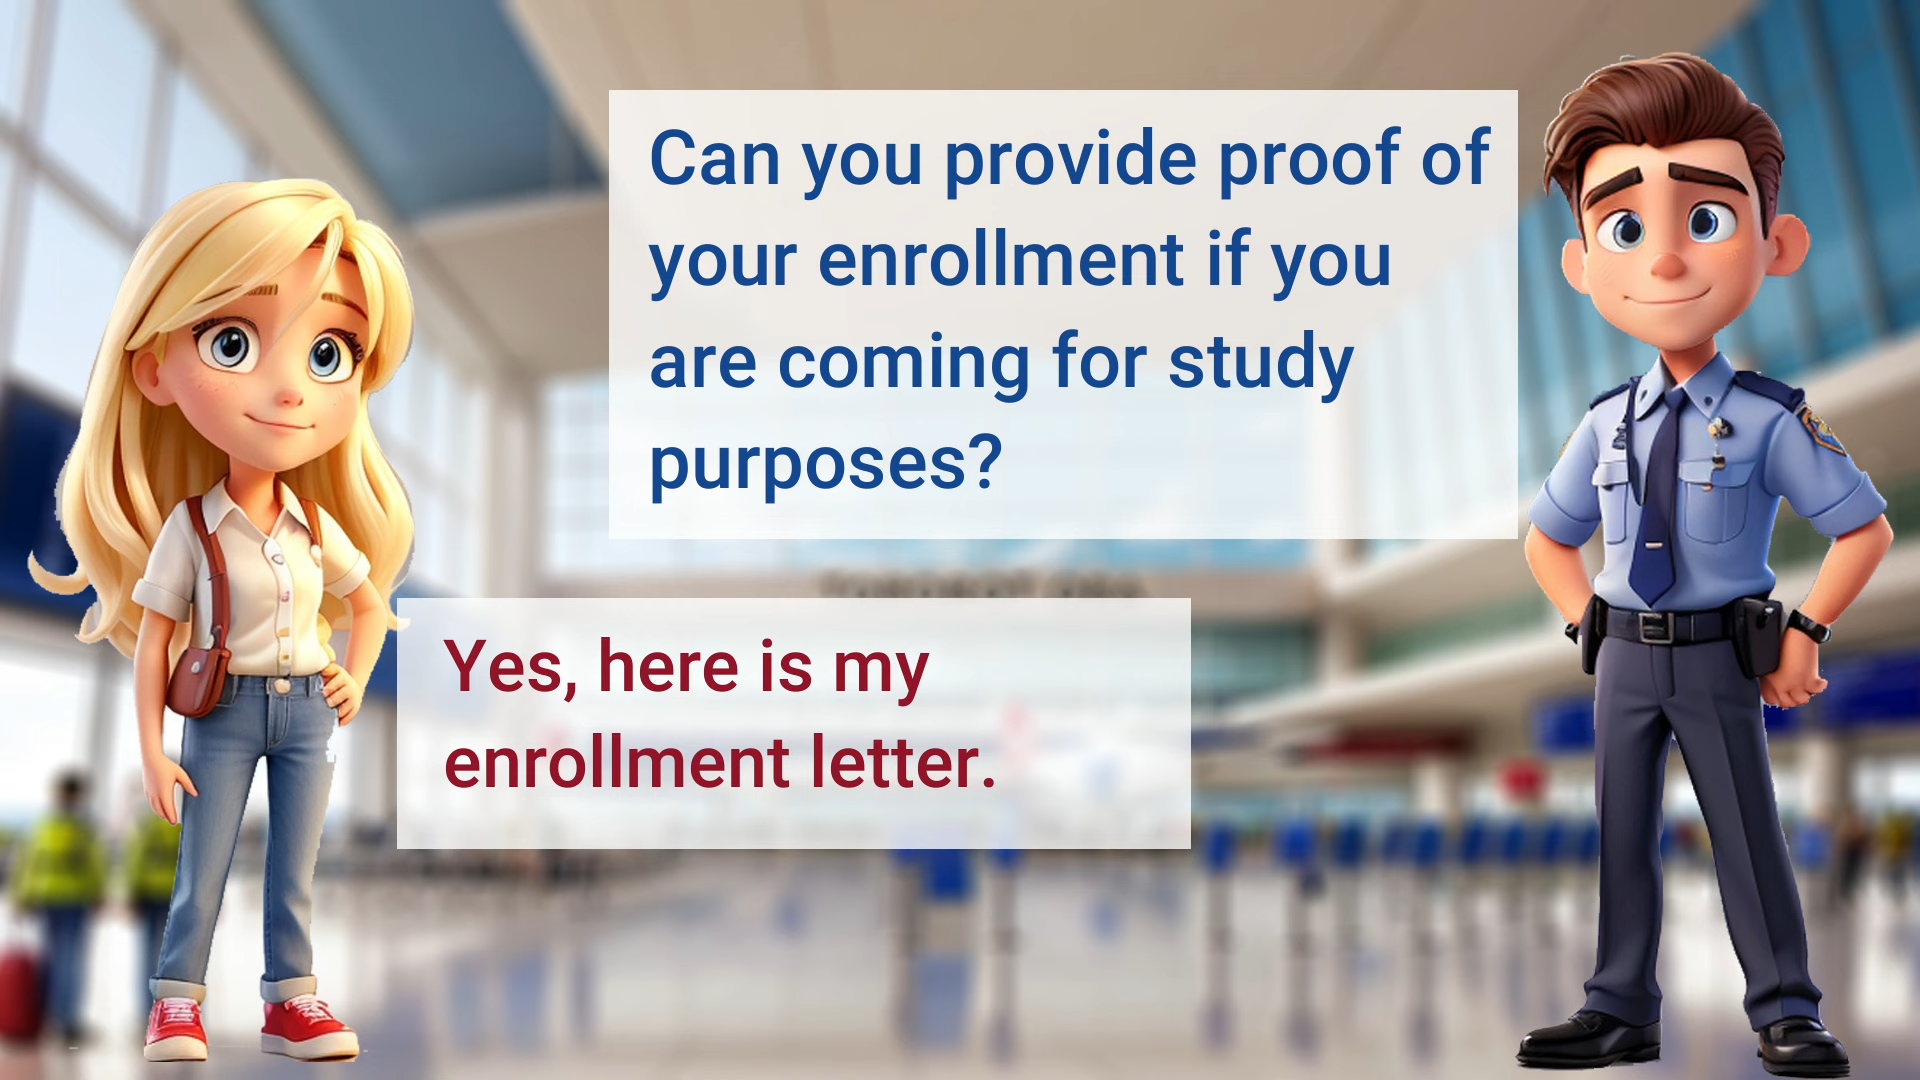 Can you provide proof of
your enrollment if you
are coming for study
purposes?
Yes, here is my
enrollment letter.